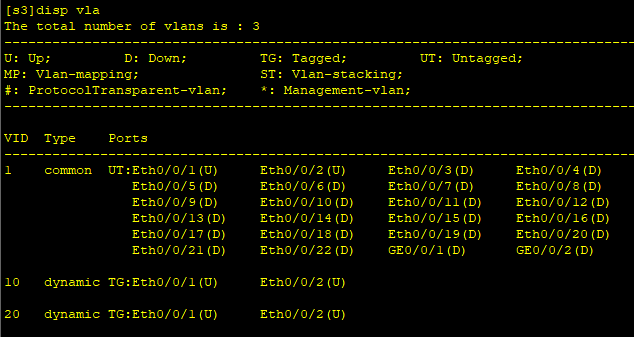 [s3]disp vla
The total number of vlans is : 3
--------------------------------------------------------------------------------
U: Up;         D: Down;         TG: Tagged;         UT: Untagged;
MP: Vlan-mapping;               ST: Vlan-stacking;
#: ProtocolTransparent-vlan;    *: Management-vlan;
--------------------------------------------------------------------------------
VID  Type    Ports
--------------------------------------------------------------------------------
1    common  UT:Eth0/0/1(U)     Eth0/0/2(U)     Eth0/0/3(D)     Eth0/0/4(D)
                Eth0/0/5(D)     Eth0/0/6(D)     Eth0/0/7(D)     Eth0/0/8(D)
                Eth0/0/9(D)     Eth0/0/10(D)    Eth0/0/11(D)    Eth0/0/12(D)
                Eth0/0/13(D)    Eth0/0/14(D)    Eth0/0/15(D)    Eth0/0/16(D)
                Eth0/0/17(D)    Eth0/0/18(D)    Eth0/0/19(D)    Eth0/0/20(D)
                Eth0/0/21(D)    Eth0/0/22(D)    GE0/0/1(D)      GE0/0/2(D)
10   dynamic TG:Eth0/0/1(U)     Eth0/0/2(U)
20   dynamic TG:Eth0/0/1(U)     Eth0/0/2(U)